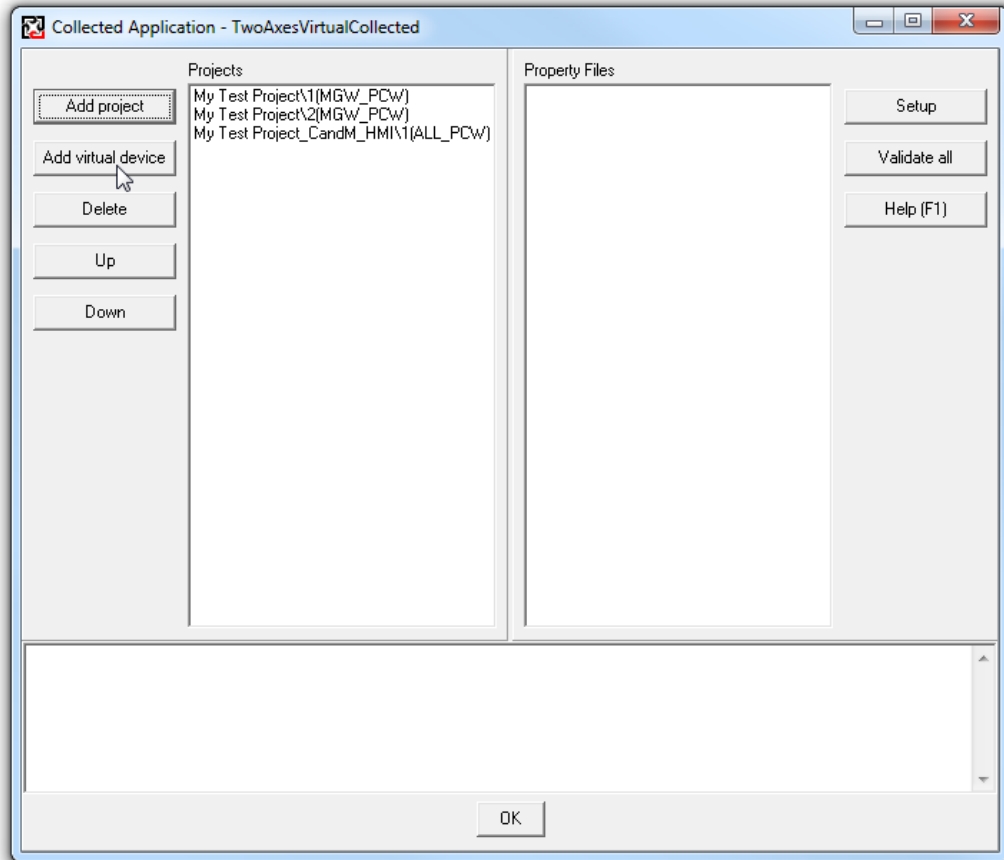 Collected Application - TwoAxesVirtualCollected
Projects
Property Files
Add project
Add virtual device
Delete
Up
Down
My Test Project\1(MGW_PCW)
My Test Project\2(MGW_PCW)
My Test Project_CandM_HMI\1(ALL_PCW)
Setup
Validate all
Help (F1)
OK